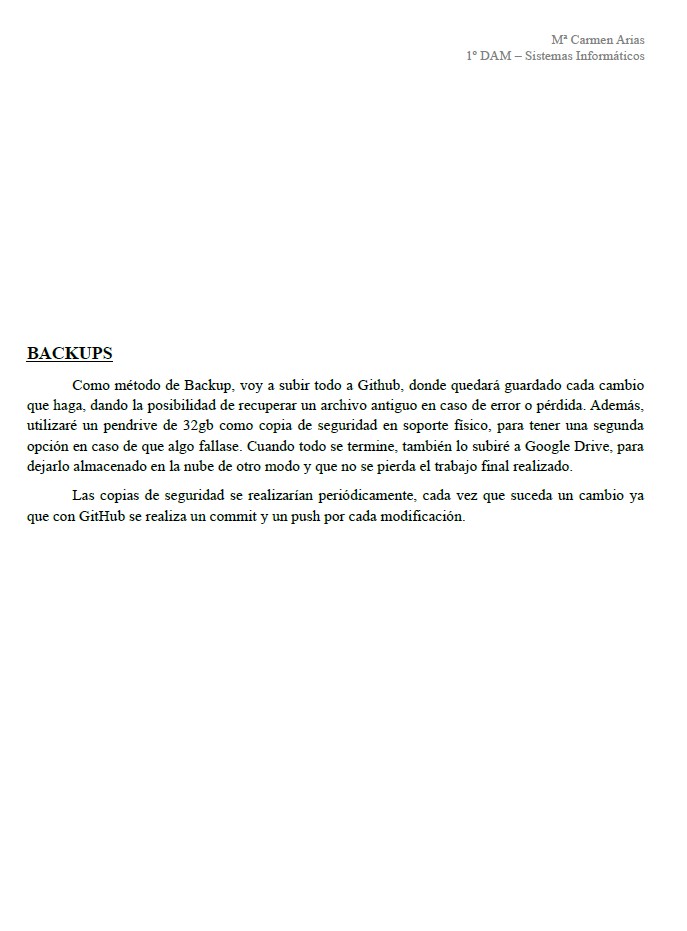 Mª Carmen Arias
1º DAM – Sistemas Informáticos
BACKUPS
Como método de Backup, voy a subir todo a Github, donde quedará guardado cada cambio
que haga, dando la posibilidad de recuperar un archivo antiguo en caso de error o pérdida. Además,
utilizaré un pendrive de 32gb como copia de seguridad en soporte físico, para tener una segunda
opción en caso de que algo fallase. Cuando todo se termine, también lo subiré a Google Drive, para
dejarlo almacenado en la nube de otro modo y que no se pierda el trabajo final realizado.
Las copias de seguridad se realizarían periódicamente, cada vez que suceda un cambio ya
que con GitHub se realiza un commit y un push por cada modificación.